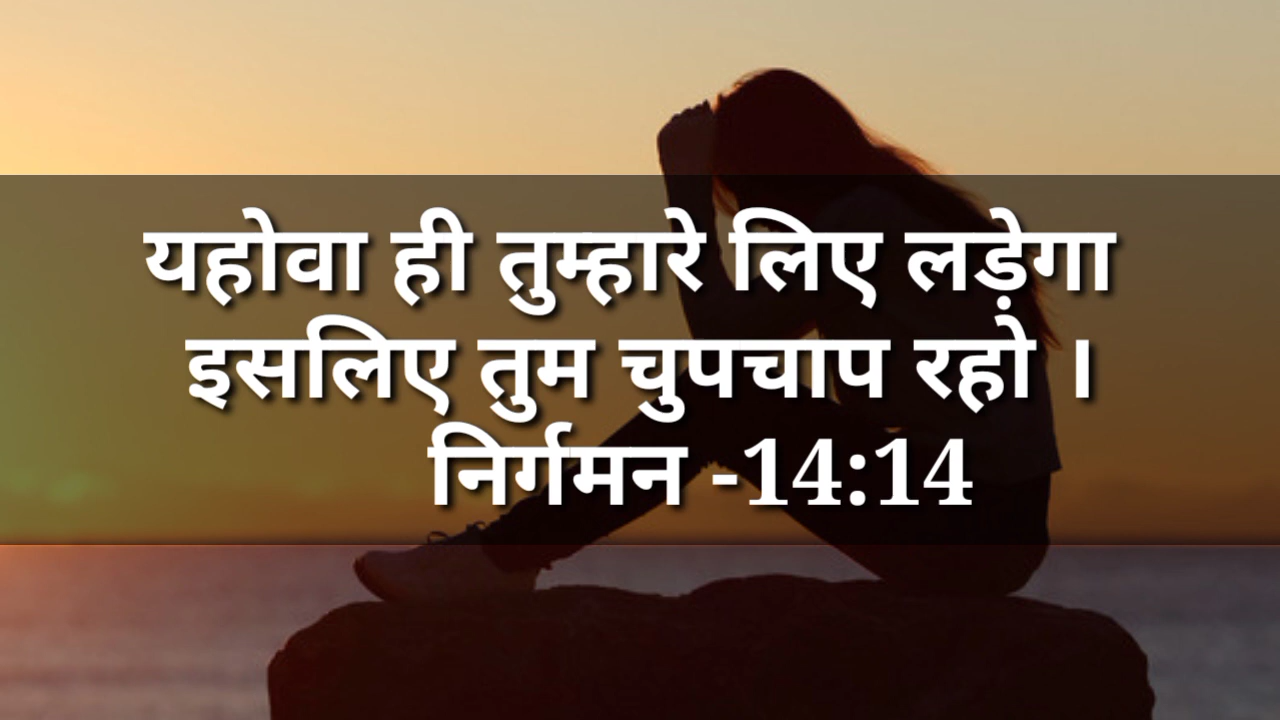 यहोवा ही तुम्हारे लिए लड़ेगा
इसलिए तुम चुपचाप रहो ।
निर्गमन -14:14